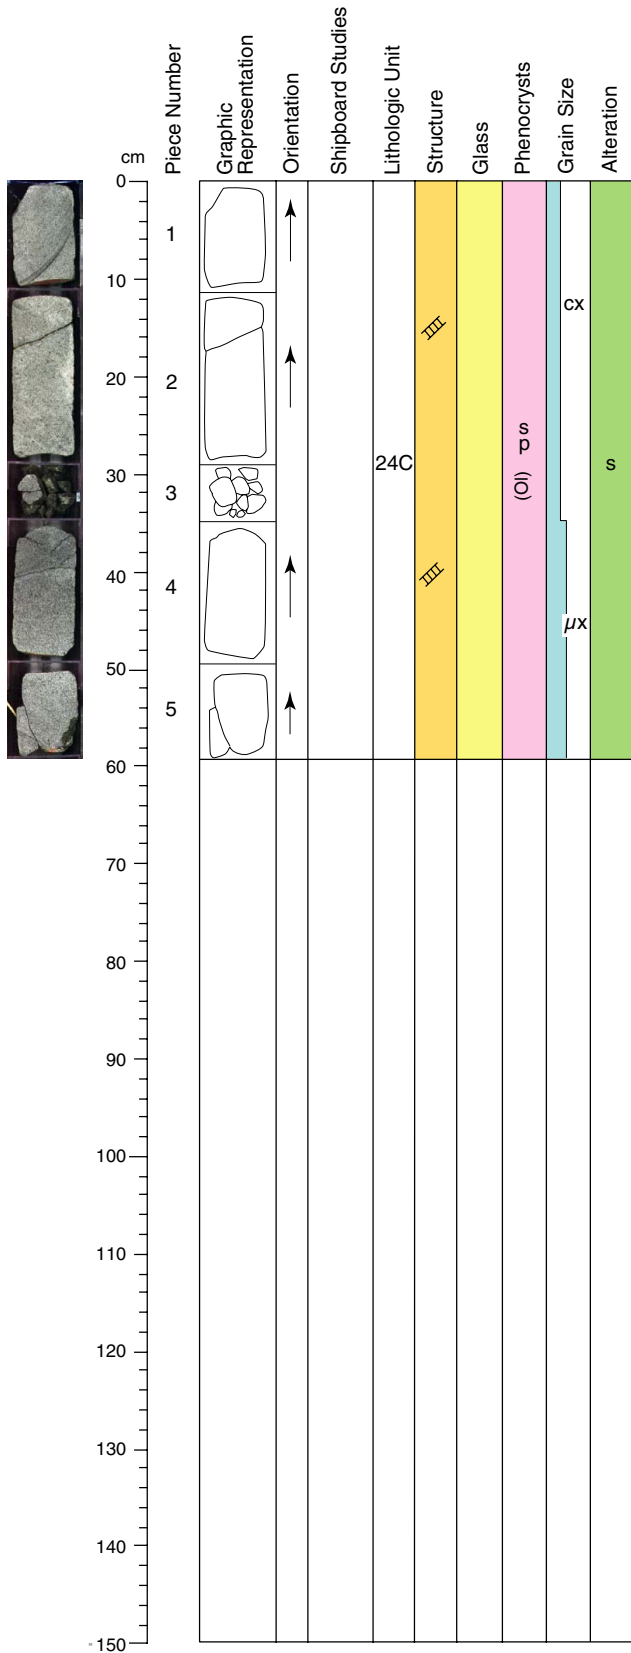 cm
Piece Number
Graphic
Representation
Orientation
Shipboard Studies
Lithologic Unit
Structure
Glass
Phenocrysts
Grain Size
Alteration
0
1
10
cx
2
20
s
p
(Ol)
24C
s
30
3
40
4
µx
50
5
60
70
80
90
100
110
120
130
140
150